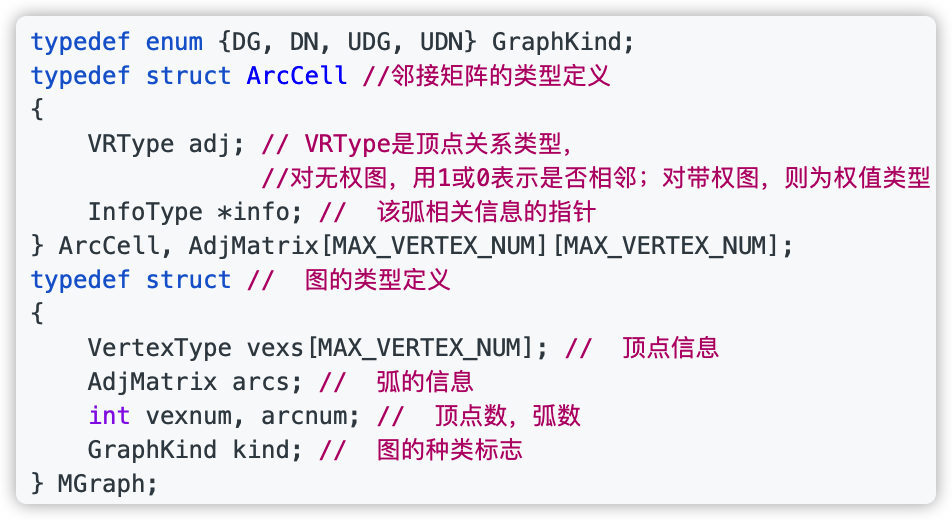 typedef enum {DG, DN, UDG, UDN} GraphKind;
typedef struct ArcCell //邻接矩阵的类型定义
{
    VRType adj; // VRType是顶点关系类型，
                //对无权图，用1或0表示是否相邻；对带权图，则为权值类型
    InfoType *info; //  该弧相关信息的指针
} ArcCell, AdjMatrix[MAX_VERTEX_NUM][MAX_VERTEX_NUM];
typedef struct //  图的类型定义
{
    VertexType vexs[MAX_VERTEX_NUM]; //  顶点信息
    AdjMatrix arcs; //  弧的信息
    int vexnum, arcnum; //  顶点数，弧数
    GraphKind kind; //  图的种类标志
} MGraph;